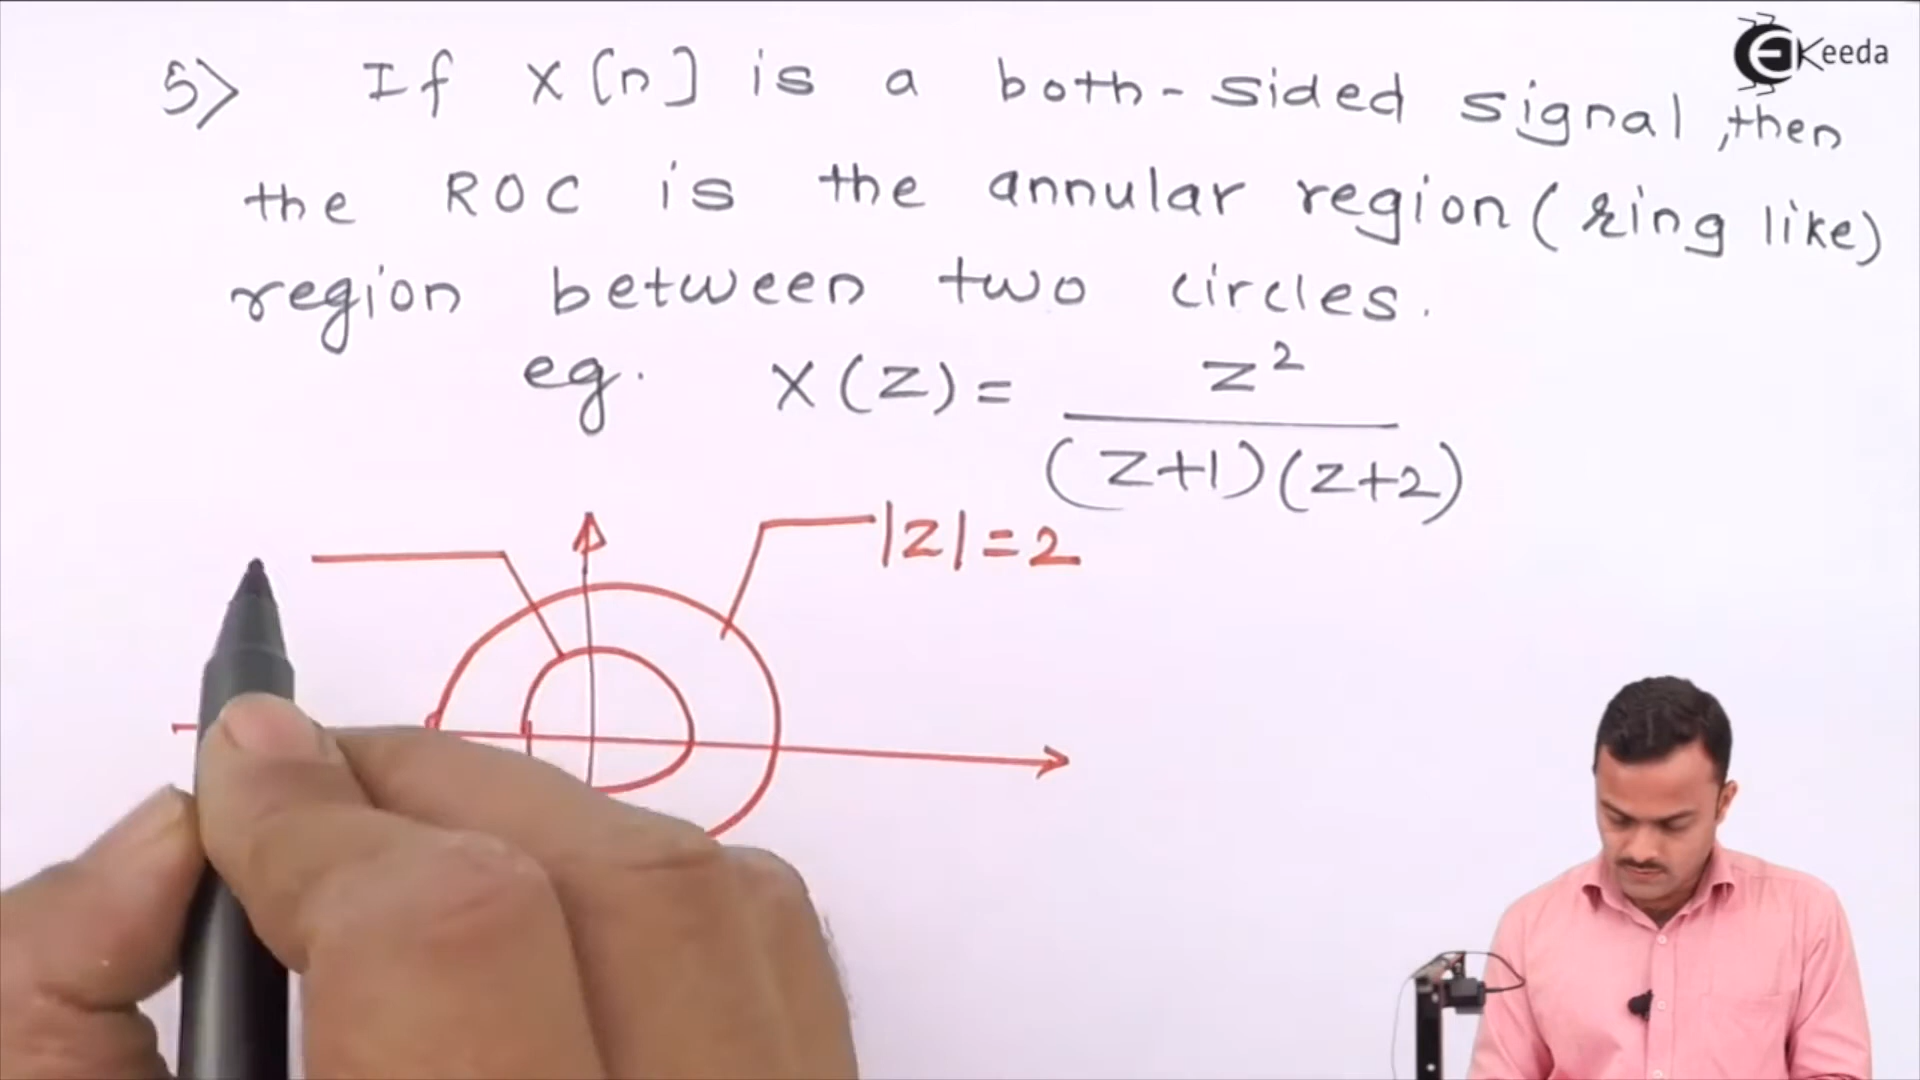 EKeeda
5> If x[n] is a both-sided signal, then
the ROC is the annular region (ring like)
region between two circles.
eg. X(Z) = z²
(z+1)(z+2)
|z|=2